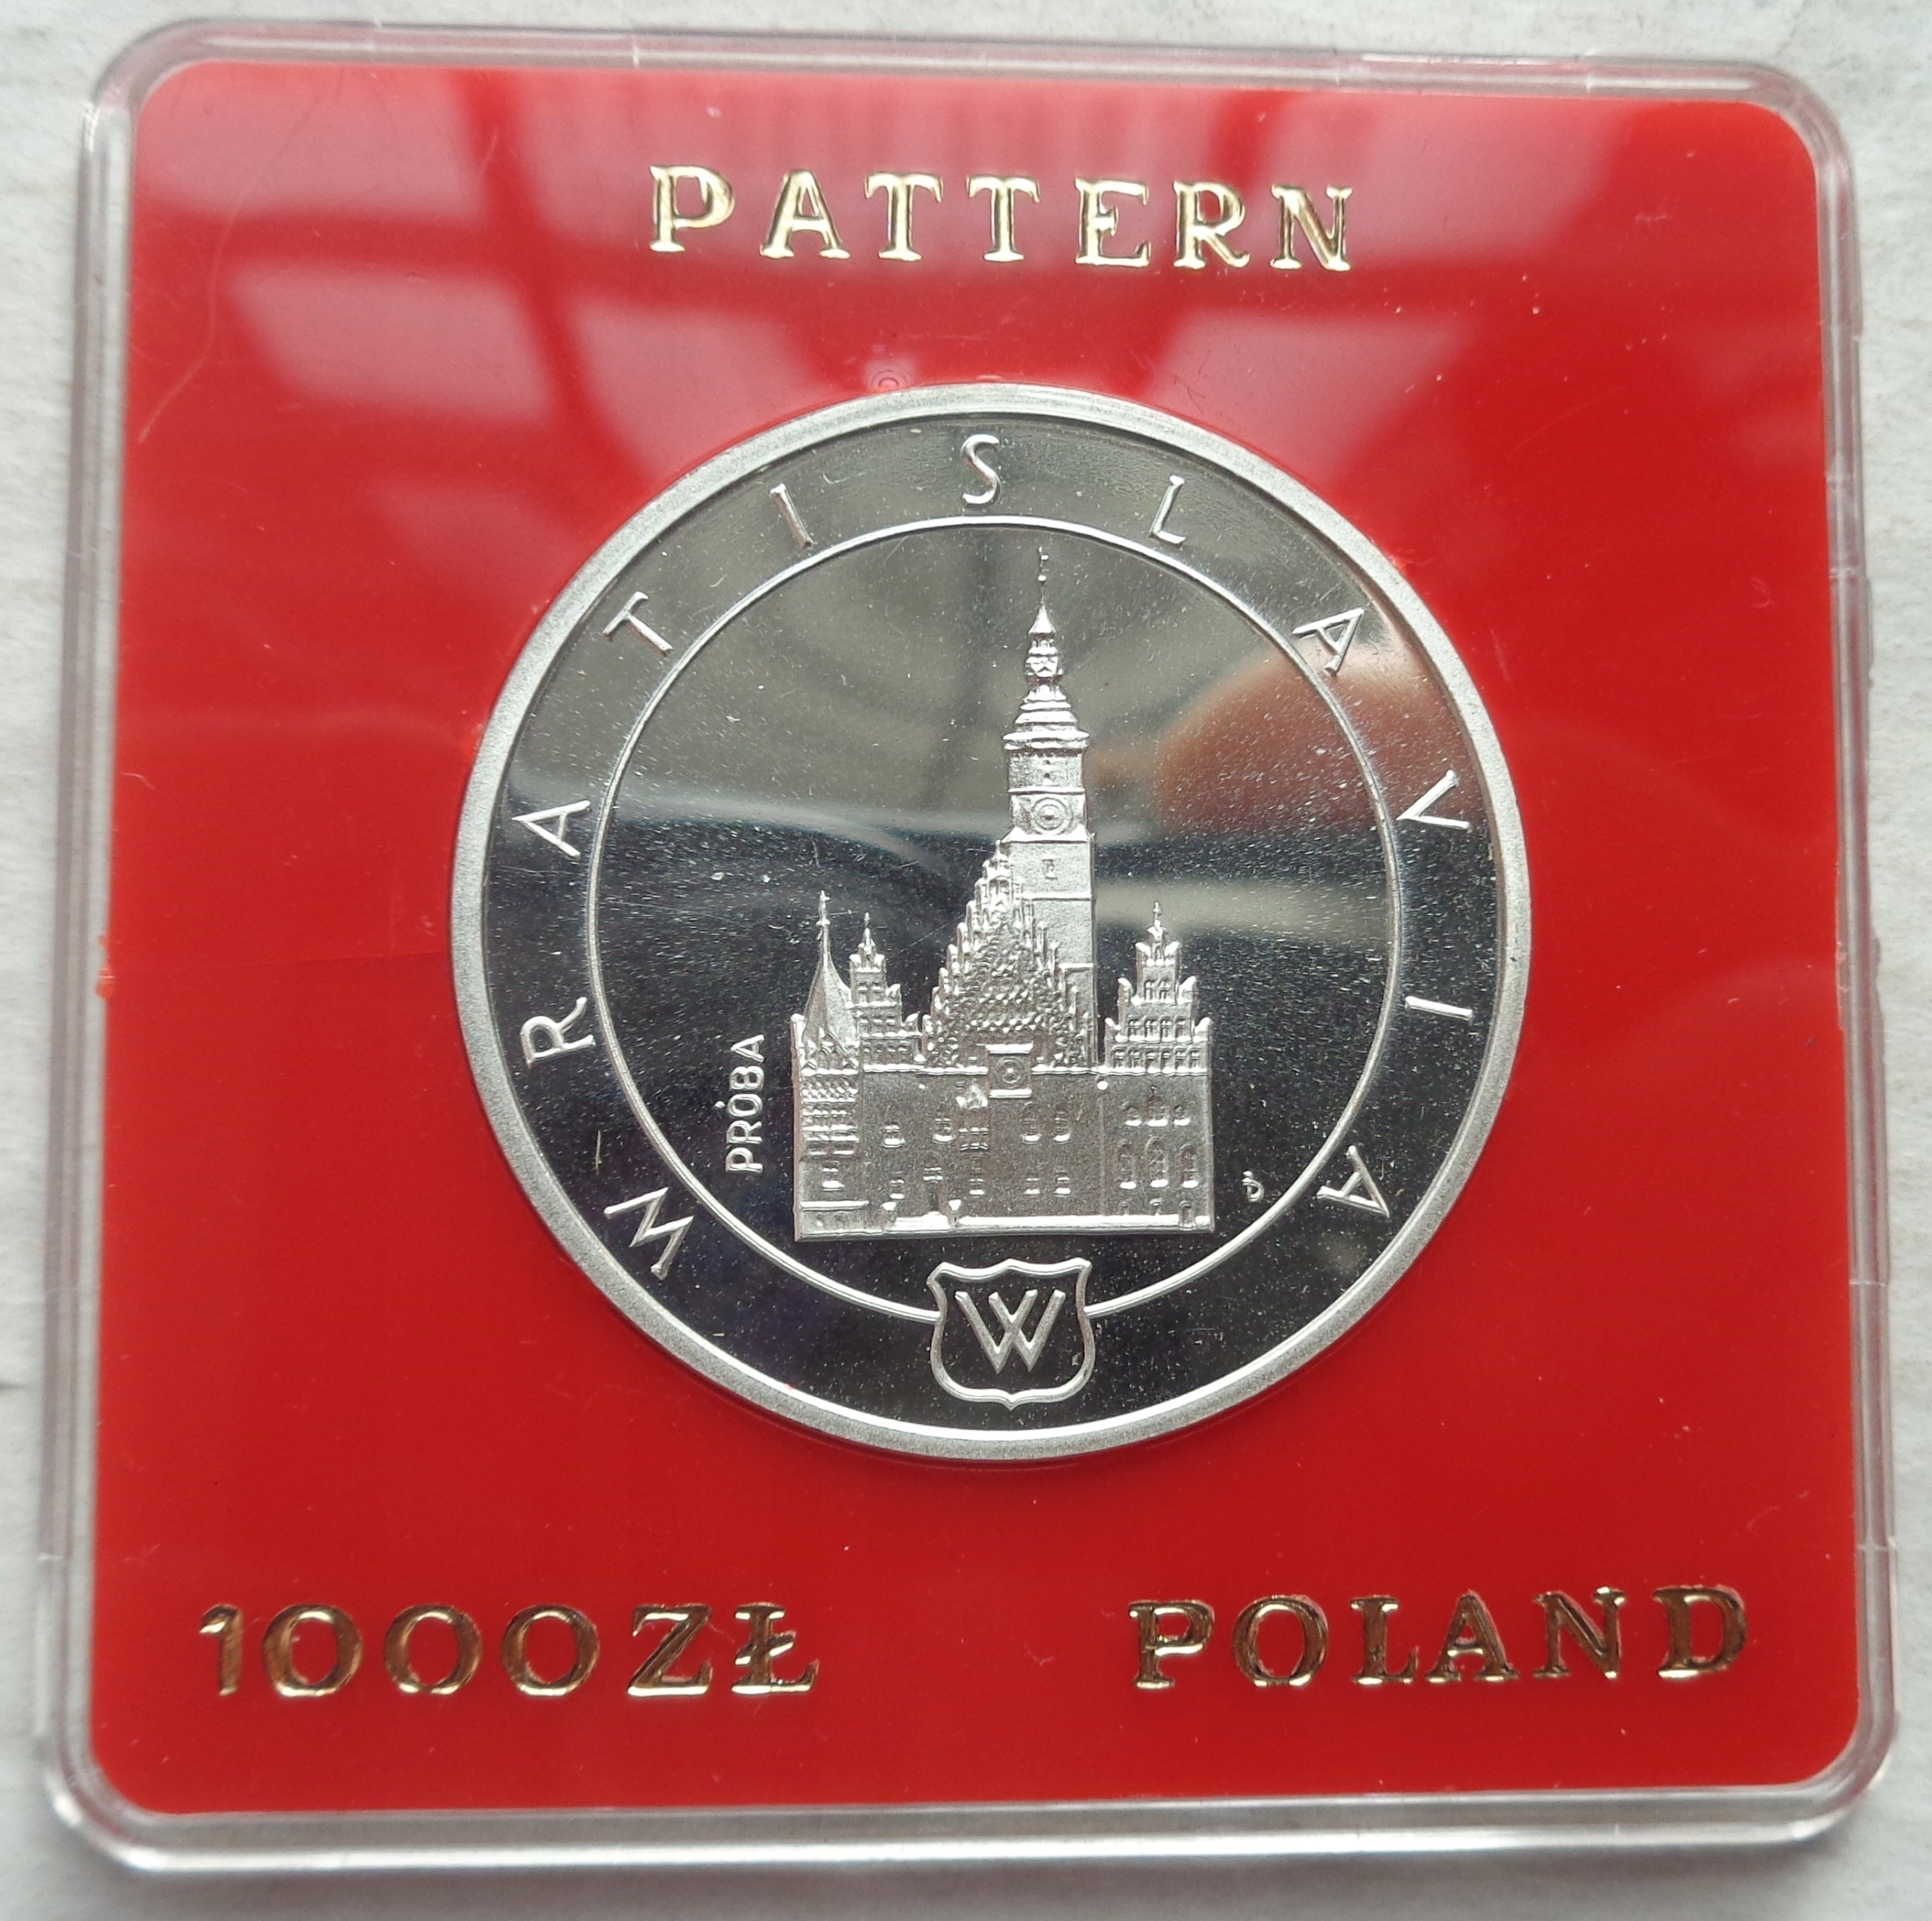 PATTERN
WRATISLAVIA
PRÓBA
W
1000 ZŁ POLAND